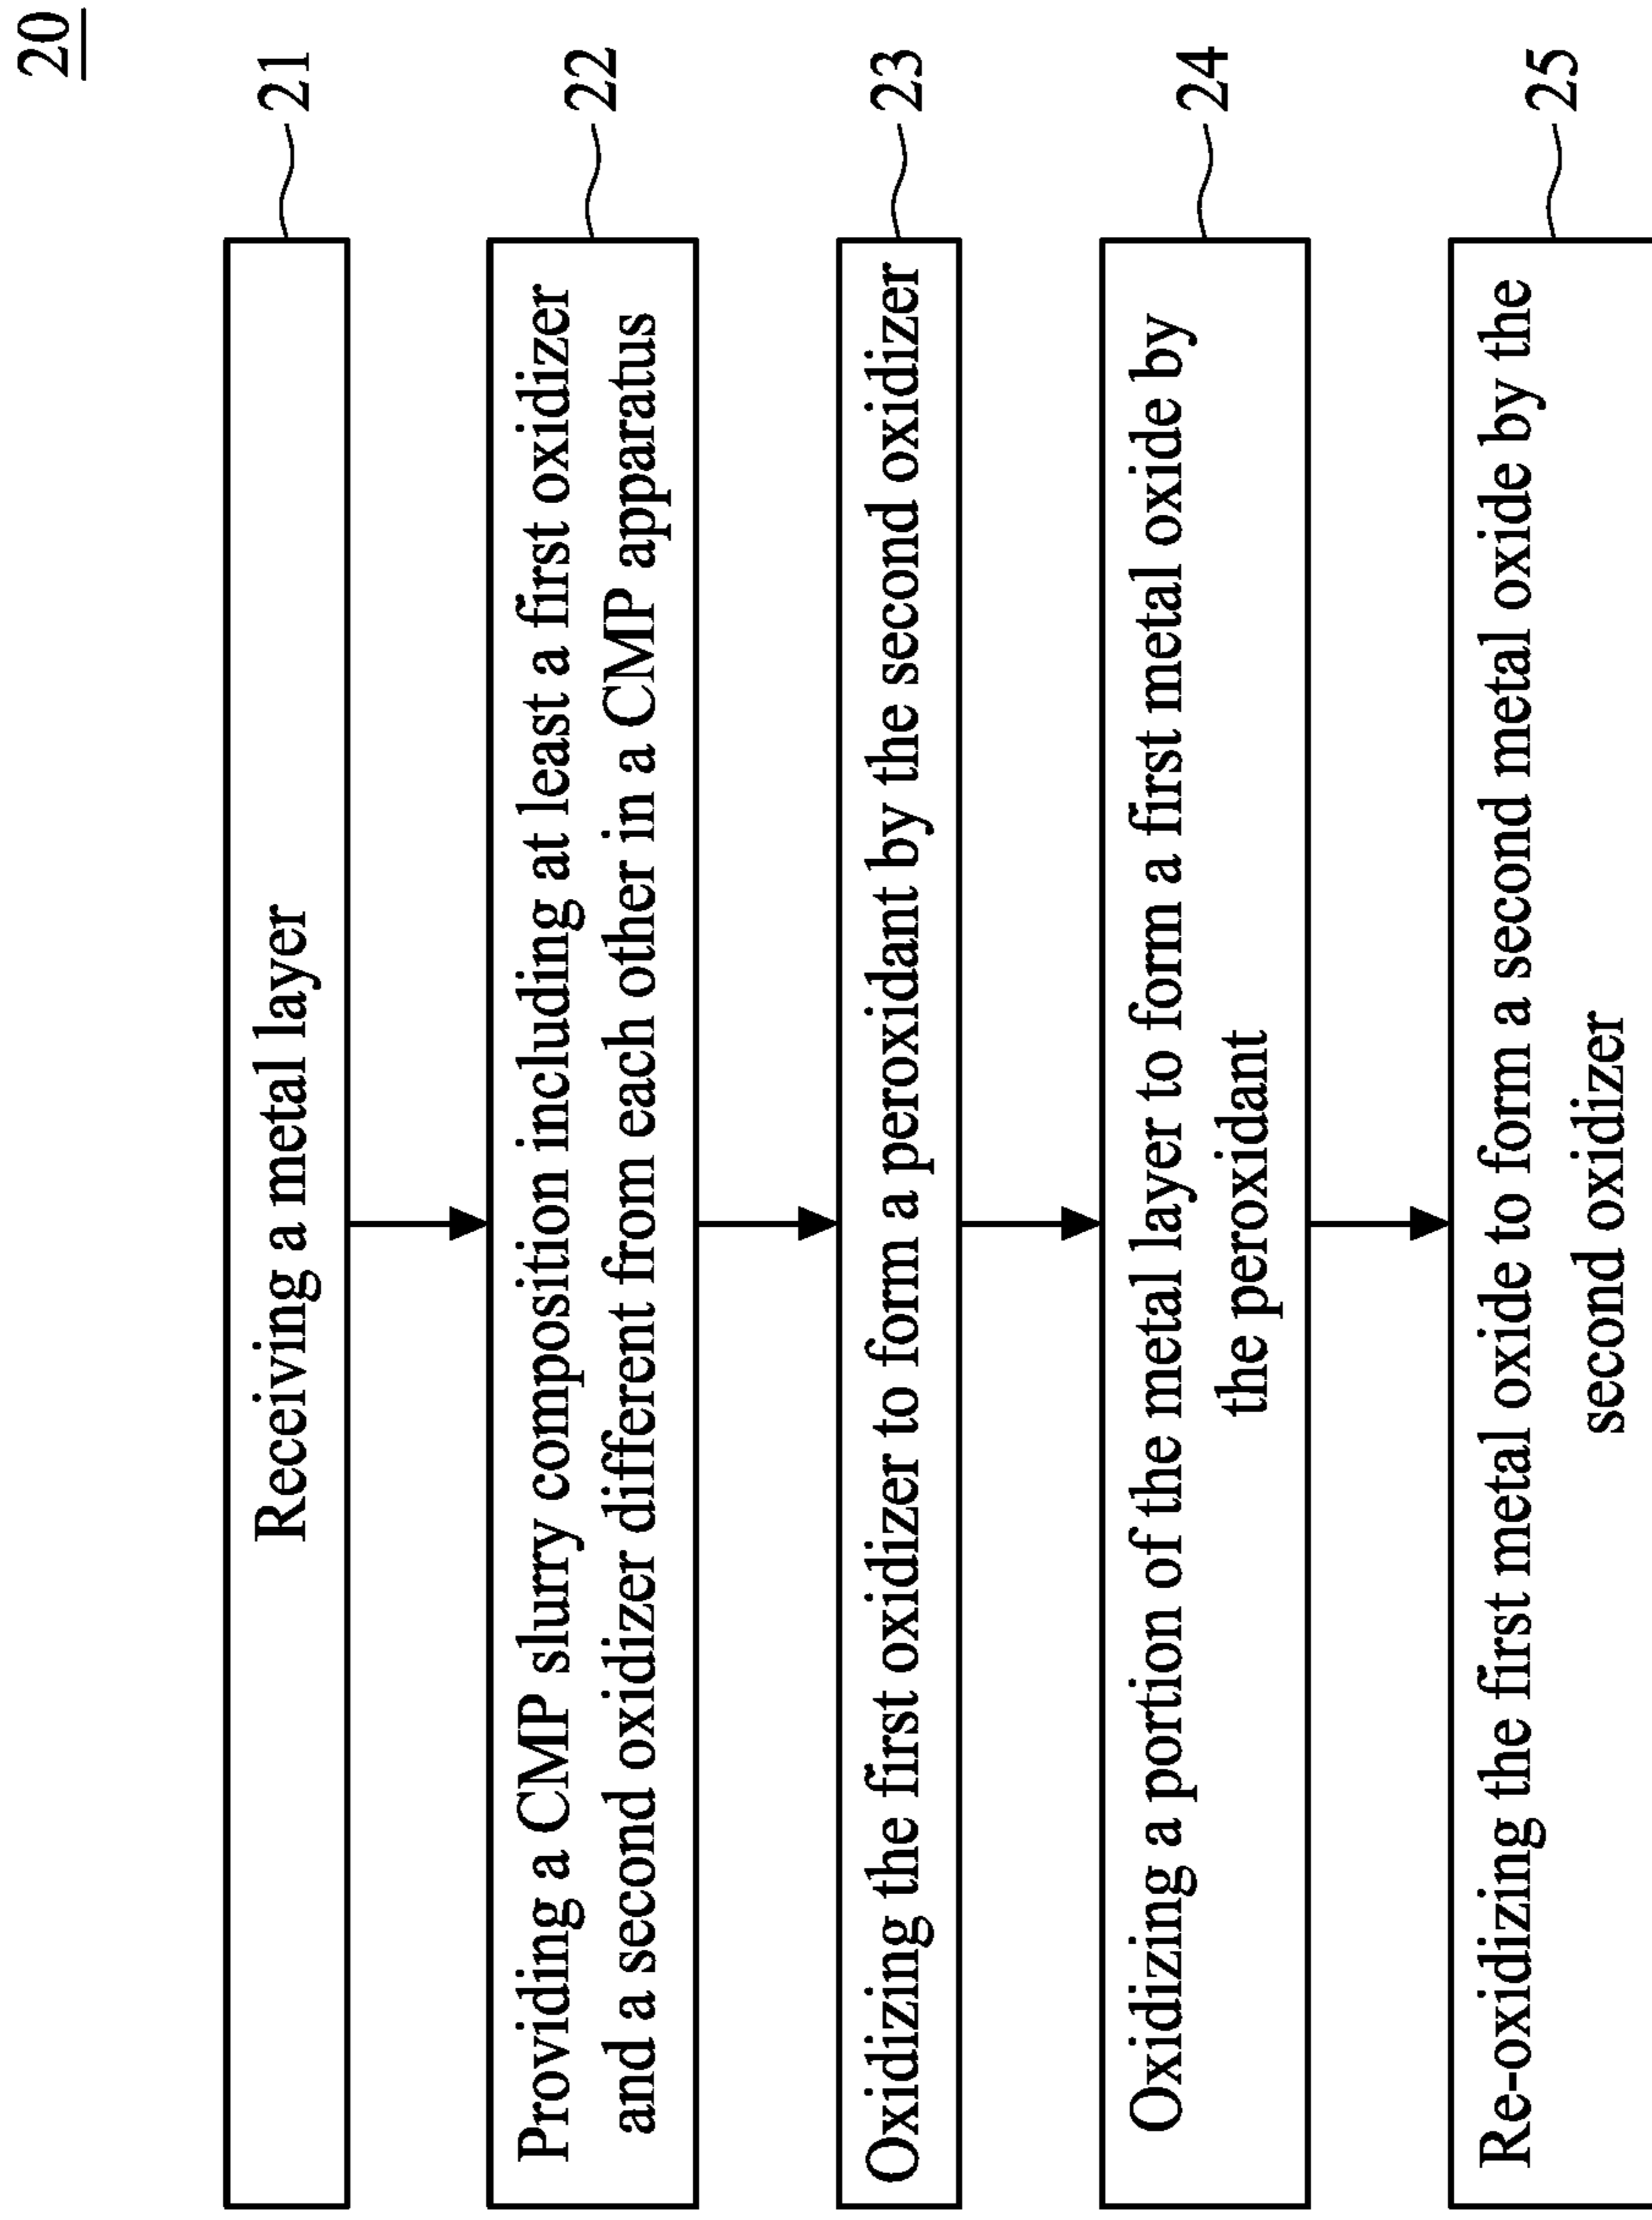 20
Receiving a metal layer
21
Providing a CMP slurry composition including at least a first oxidizer
and a second oxidizer different from each other in a CMP apparatus
22
Oxidizing the first oxidizer to form a peroxidant by the second oxidizer
23
Oxidizing a portion of the metal layer to form a first metal oxide by
the peroxidant
24
Re-oxidizing the first metal oxide to form a second metal oxide by the
second oxidizer
25